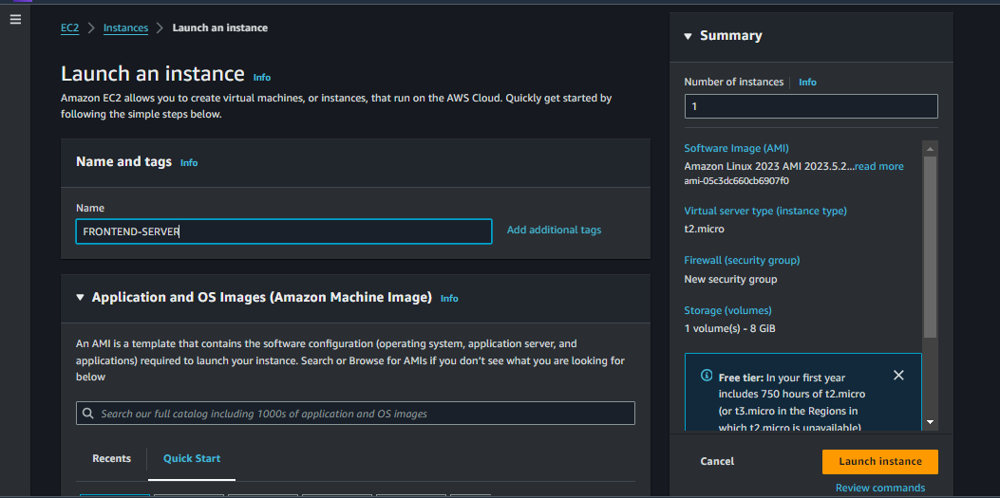 EC2 > Instances > Launch an instance
Launch an instance Info
Amazon EC2 allows you to create virtual machines, or instances, that run on the AWS Cloud. Quickly get started by
following the simple steps below.
Name and tags Info
Name
FRONTEND-SERVER
Add additional tags
Application and OS Images (Amazon Machine Image) Info
An AMI is a template that contains the software configuration (operating system, application server, and
applications) required to launch your instance. Search or Browse for AMIs if you don't see what you are looking for
below
Search our full catalog including 1000s of application and OS images
Recents
Quick Start
Summary
Number of instances Info
1
Software Image (AMI)
Amazon Linux 2023 AMI 2023.5.2...read more
ami-05c3dc660cb6907f0
Virtual server type (instance type)
t2.micro
Firewall (security group)
New security group
Storage (volumes)
1 volume(s) - 8 GiB
Free tier: In your first year
includes 750 hours of t2.micro
(or t3.micro in the Regions in
which t2.micro is unavailable)
Cancel
Launch instance
Review commands